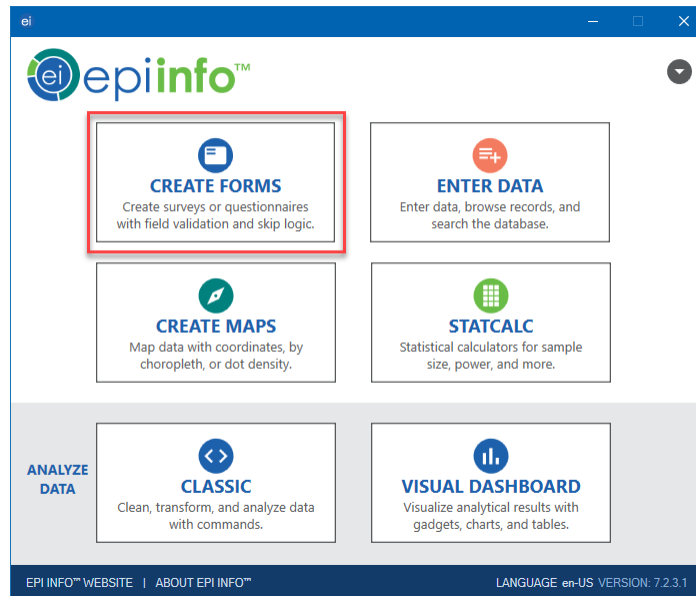 ei
ei epiinfo™
CREATE FORMS
Create surveys or questionnaires
with field validation and skip logic.
ENTER DATA
Enter data, browse records, and
search the database.
CREATE MAPS
Map data with coordinates, by
choropleth, or dot density.
STATCALC
Statistical calculators for sample
size, power, and more.
ANALYZE
DATA
CLASSIC
Clean, transform, and analyze data
with commands.
VISUAL DASHBOARD
Visualize analytical results with
gadgets, charts, and tables.
EPI INFO™ WEBSITE | ABOUT EPI INFO™ LANGUAGE en-US VERSION: 7.2.3.1